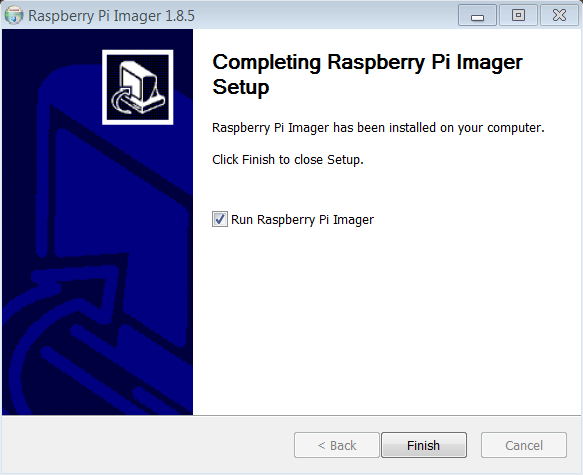 Raspberry Pi Imager 1.8.5
Completing Raspberry Pi Imager
Setup
Raspberry Pi Imager has been installed on your computer.
Click Finish to close Setup.
Run Raspberry Pi Imager
< Back
Finish
Cancel